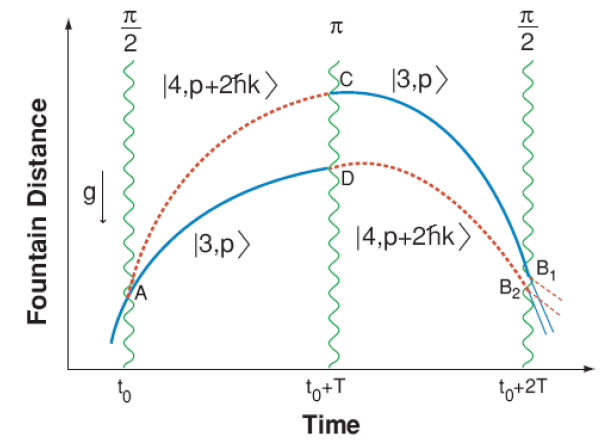 π/2
π
π/2
|4,p+2ħk⟩
C
|3,p⟩
D
g
|3,p⟩
|4,p+2ħk⟩
A
B₁
B₂
Fountain Distance
t₀
t₀+T
t₀+2T
Time